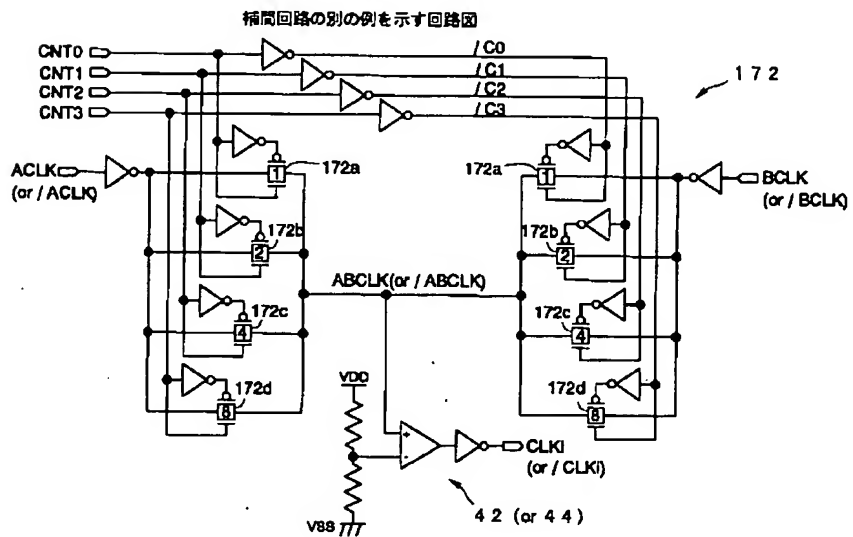 補間回路の別の例を示す回路図
CNT0
CNT1
CNT2
CNT3
/C0
/C1
/C2
/C3
172
ACLK
(or / ACLK)
1
172a
2
172b
4
172c
8
172d
172a
1
172b
2
172c
4
172d
8
BCLK
(or / BCLK)
ABCLK(or / ABCLK)
VDD
VSS
+
-
CLKi
(or / CLKi)
42 (or 44)